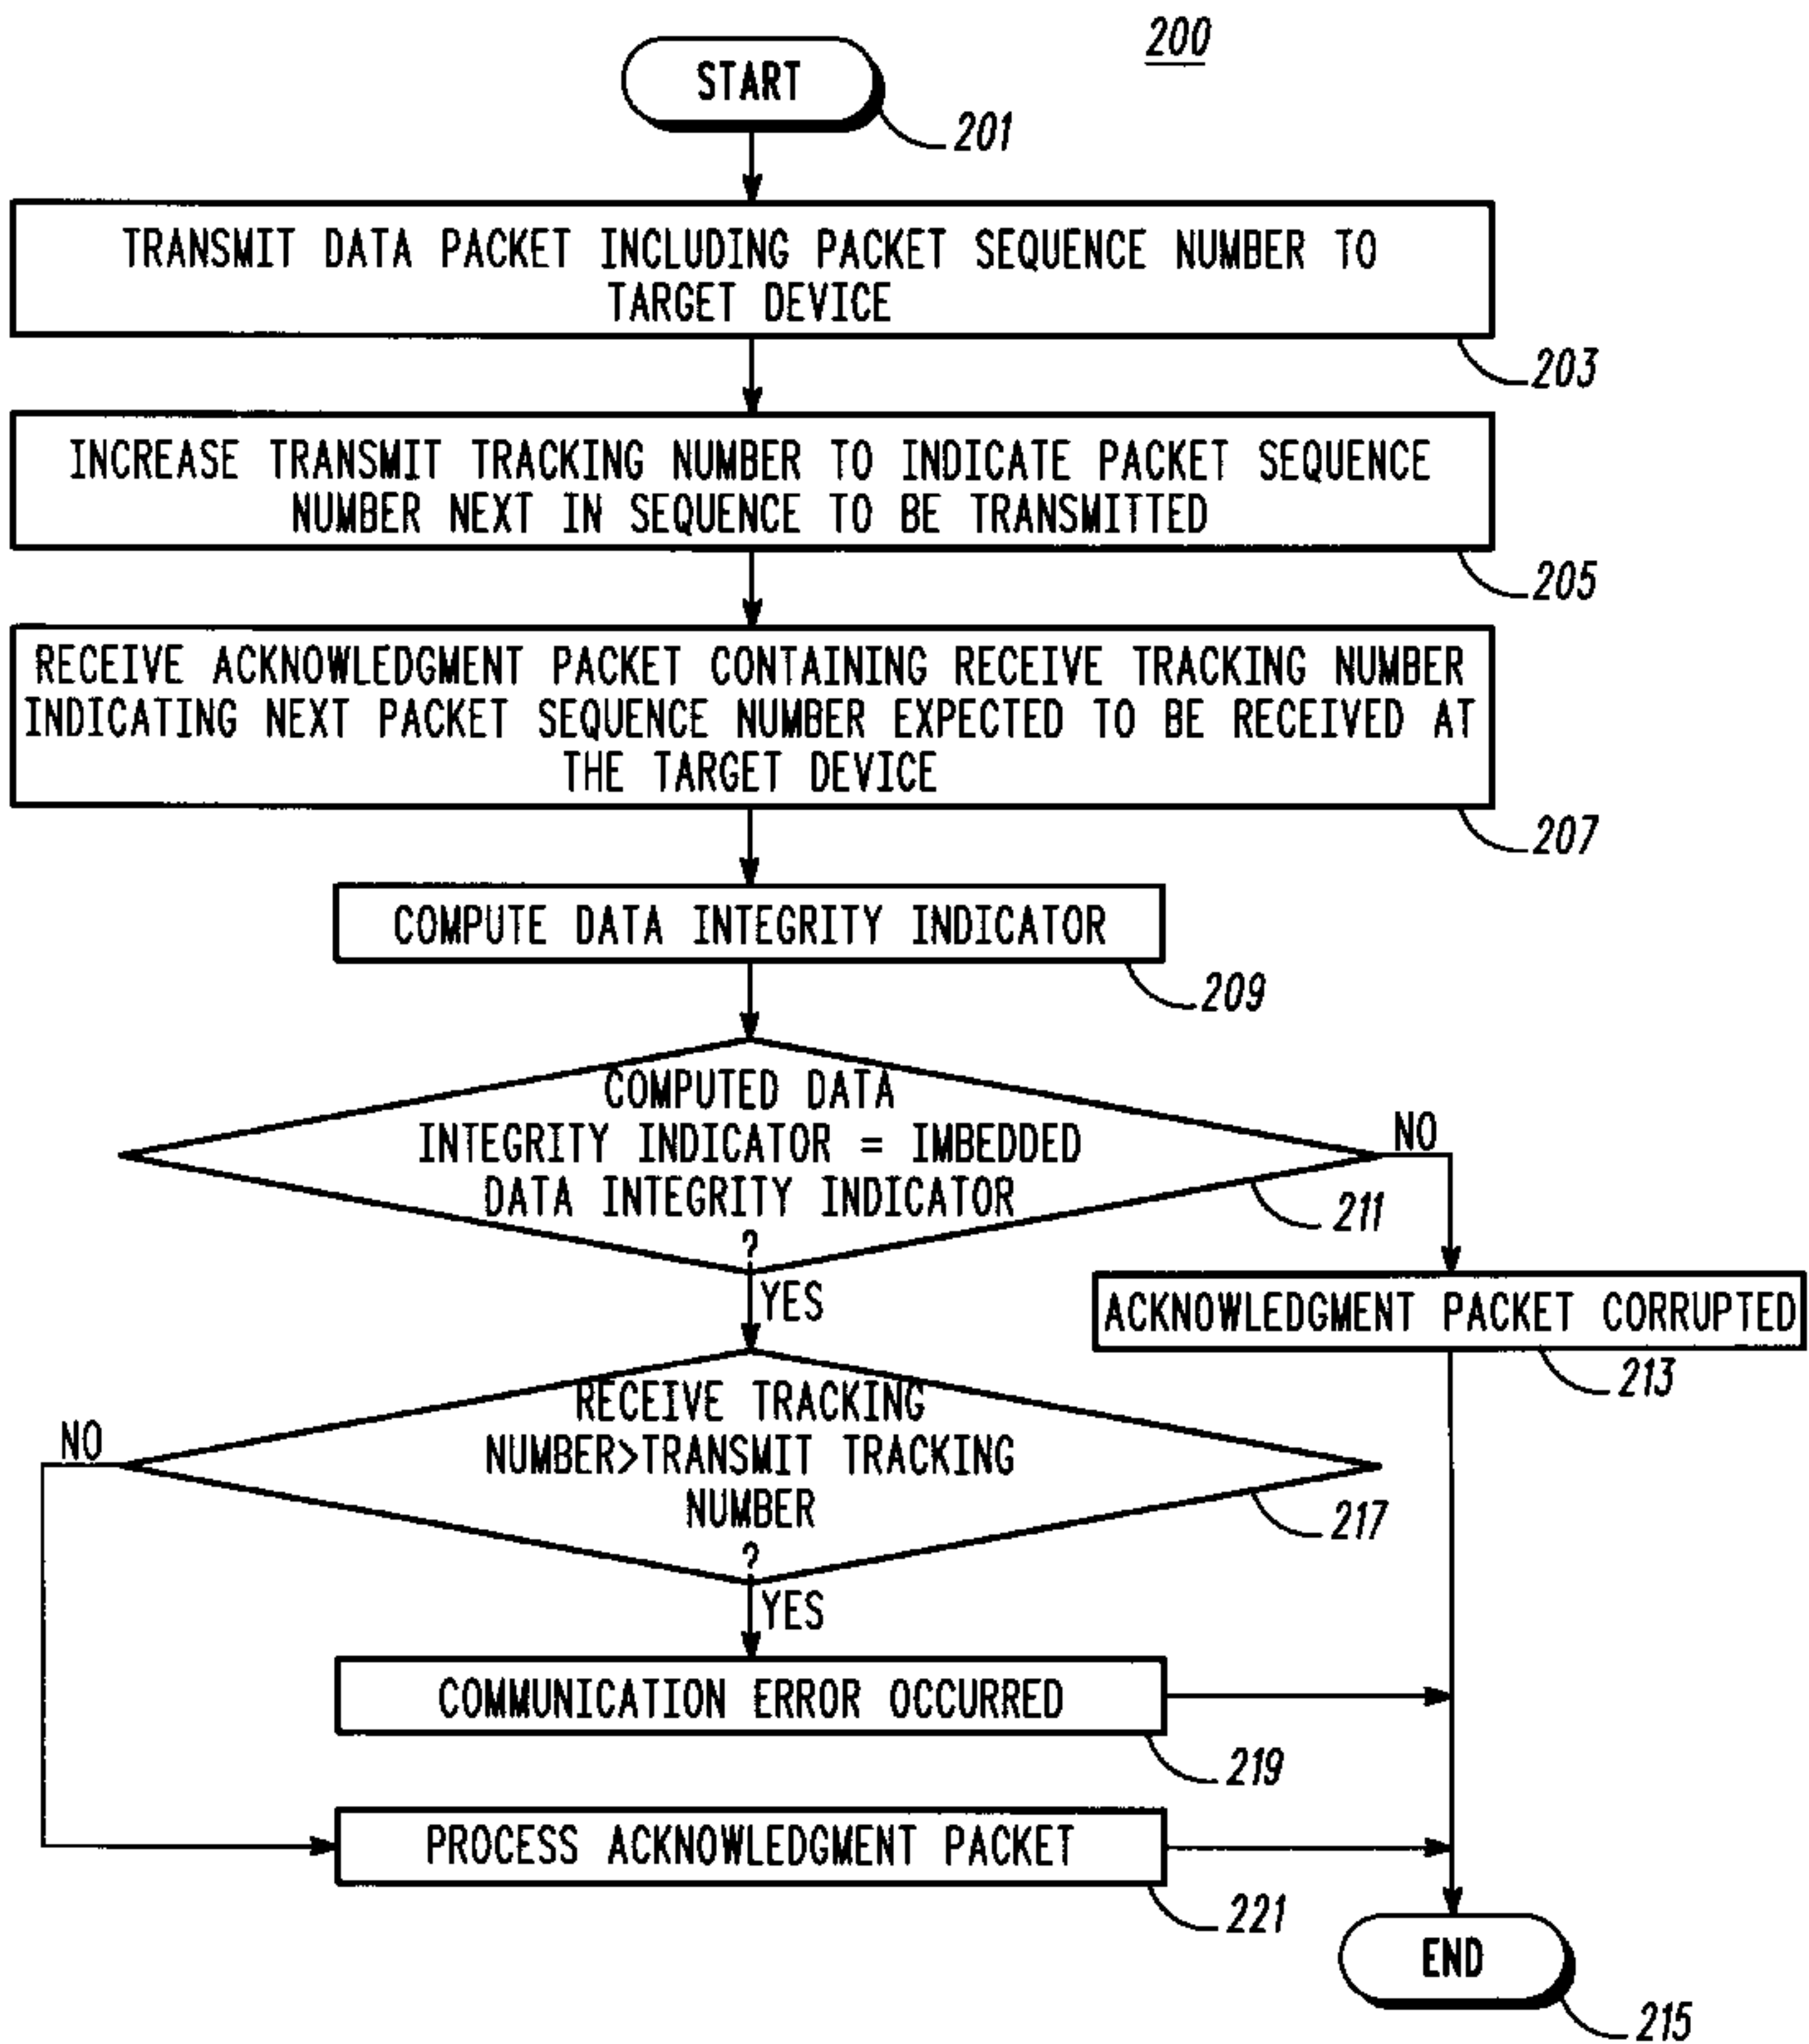 200
START
201
TRANSMIT DATA PACKET INCLUDING PACKET SEQUENCE NUMBER TO
TARGET DEVICE
203
INCREASE TRANSMIT TRACKING NUMBER TO INDICATE PACKET SEQUENCE
NUMBER NEXT IN SEQUENCE TO BE TRANSMITTED
205
RECEIVE ACKNOWLEDGMENT PACKET CONTAINING RECEIVE TRACKING NUMBER
INDICATING NEXT PACKET SEQUENCE NUMBER EXPECTED TO BE RECEIVED AT
THE TARGET DEVICE
207
COMPUTE DATA INTEGRITY INDICATOR
209
COMPUTED DATA
INTEGRITY INDICATOR = IMBEDDED
DATA INTEGRITY INDICATOR
?
211
NO
YES
ACKNOWLEDGMENT PACKET CORRUPTED
213
RECEIVE TRACKING
NUMBER>TRANSMIT TRACKING
NUMBER
?
217
NO
YES
COMMUNICATION ERROR OCCURRED
219
PROCESS ACKNOWLEDGMENT PACKET
221
END
215